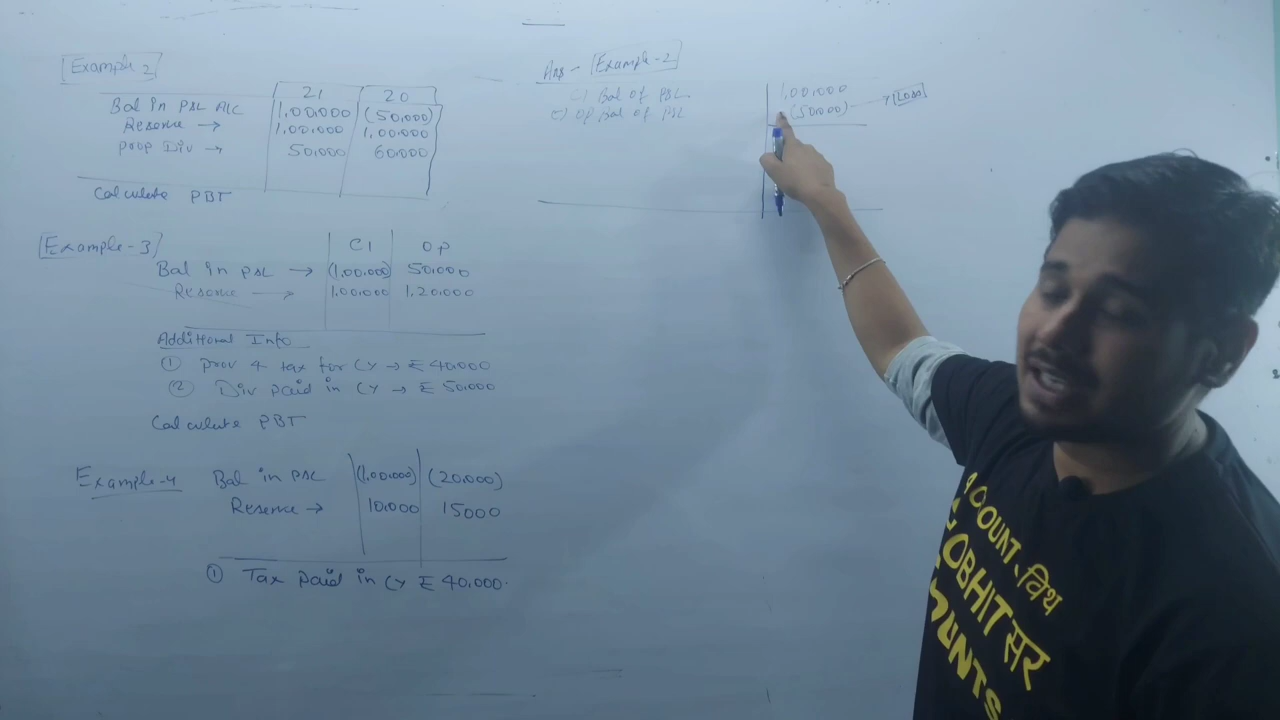 Example 2
21 20
Bal in P&L A/C 1,00,000 (50,000)
Reserve → 1,00,000 1,00,000
prop Div → 50,000 60,000
Calculate PBT
Example-3
Cl Op
Bal in P&L → (1,00,000) 50,000
Reserve → 1,00,000 1,20,000
Additional Info
① Prov 4 tax for CY → ₹ 40,000
② Div Paid in CY → ₹ 50,000
Calculate PBT
Example-4 Bal in P&L (1,00,000) (20,000)
Reserve → 10,000 15000
① Tax Paid in CY ₹ 40,000.
Ans - Example-2
Cl Bal of P&L 1,00,000
(-) Op Bal of P&L (50,000) → Loss
ACCOUNT
विथ
SOBHIT सर